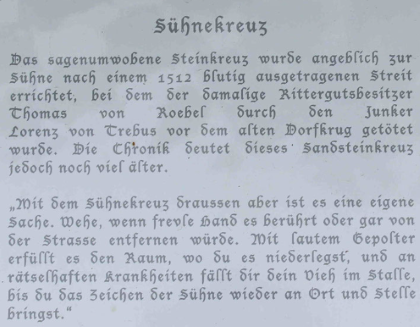 Sühnekreuz
Das sagenumwobene Steinkreuz wurde angeblich zur
Sühne nach einem 1512 blutig ausgetragenen Streit
errichtet, bei dem der damalige Rittergutsbesitzer
Thomas von Roebel durch den Junker
Lorenz von Trebus vor dem alten Dorfkrug getötet
wurde. Die Chronik deutet dieses Sandsteinkreuz
jedoch noch viel älter.
„Mit dem Sühnekreuz draussen aber ist es eine eigene
Sache. Wehe, wenn frevle Hand es berührt oder gar von
der Strasse entfernen würde. Mit lautem Gepolter
erfüllt es den Raum, wo du es niederlegst, und an
rätselhaften Krankheiten fällt dir dein Vieh im Stalle,
bis du das Zeichen der Sühne wieder an Ort und Stelle
bringst.“